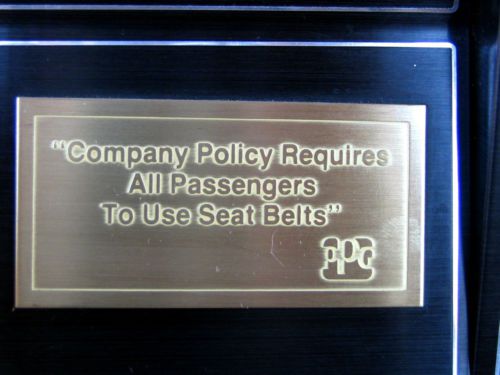 “Company Policy Requires
All Passengers
To Use Seat Belts”
PPG